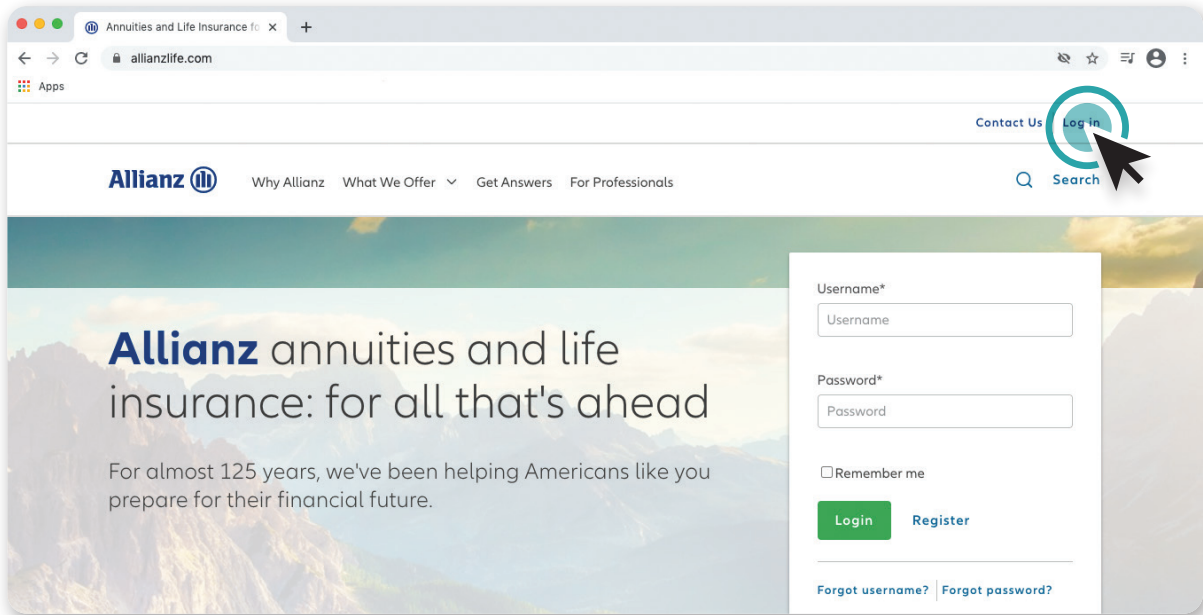 Annuities and Life Insurance fo
allianzlife.com
Apps
Contact Us Log in
Allianz Why Allianz What We Offer Get Answers For Professionals Search
Allianz annuities and life
insurance: for all that's ahead
For almost 125 years, we've been helping Americans like you
prepare for their financial future.
Username*
Username
Password*
Password
Remember me
Login Register
Forgot username? Forgot password?